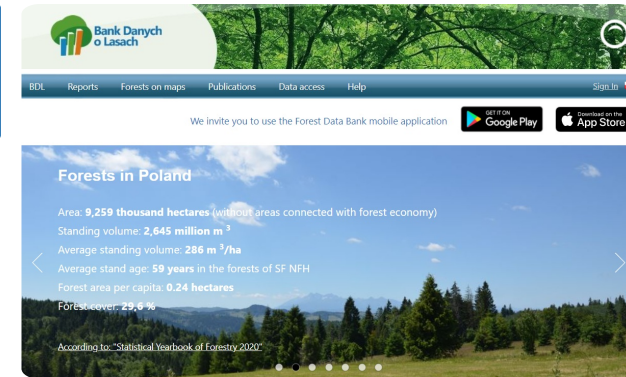 Bank Danych
o Lasach
BDL Reports Forests on maps Publications Data access Help Sign In
We invite you to use the Forest Data Bank mobile application
GET IT ON
Google Play
Download on the
App Store
Forests in Poland
Area: 9,259 thousand hectares (without areas connected with forest economy)
Standing volume: 2,645 million m 3
Average standing volume: 286 m 3/ha
Average stand age: 59 years in the forests of SF NFH
Forest area per capita: 0.24 hectares
Forest cover: 29,6 %
According to: "Statistical Yearbook of Forestry 2020"